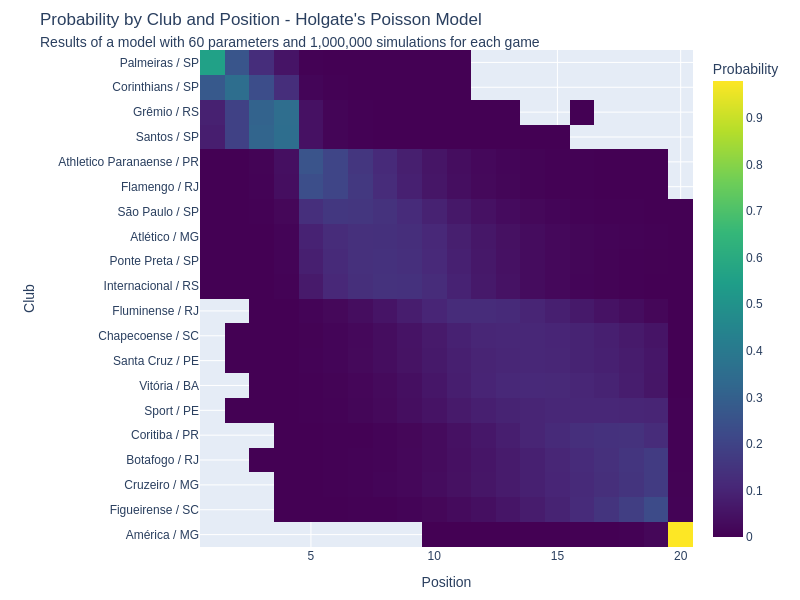 Probability by Club and Position - Holgate's Poisson Model
Results of a model with 60 parameters and 1,000,000 simulations for each game
Probability
Palmeiras / SP
Corinthians / SP
Grêmio / RS
Santos / SP
Athletico Paranaense / PR
Flamengo / RJ
São Paulo / SP
Atlético / MG
Ponte Preta / SP
Internacional / RS
Fluminense / RJ
Chapecoense / SC
Santa Cruz / PE
Vitória / BA
Sport / PE
Coritiba / PR
Botafogo / RJ
Cruzeiro / MG
Figueirense / SC
América / MG
Club
5
10
15
20
Position
0.9
0.8
0.7
0.6
0.5
0.4
0.3
0.2
0.1
0